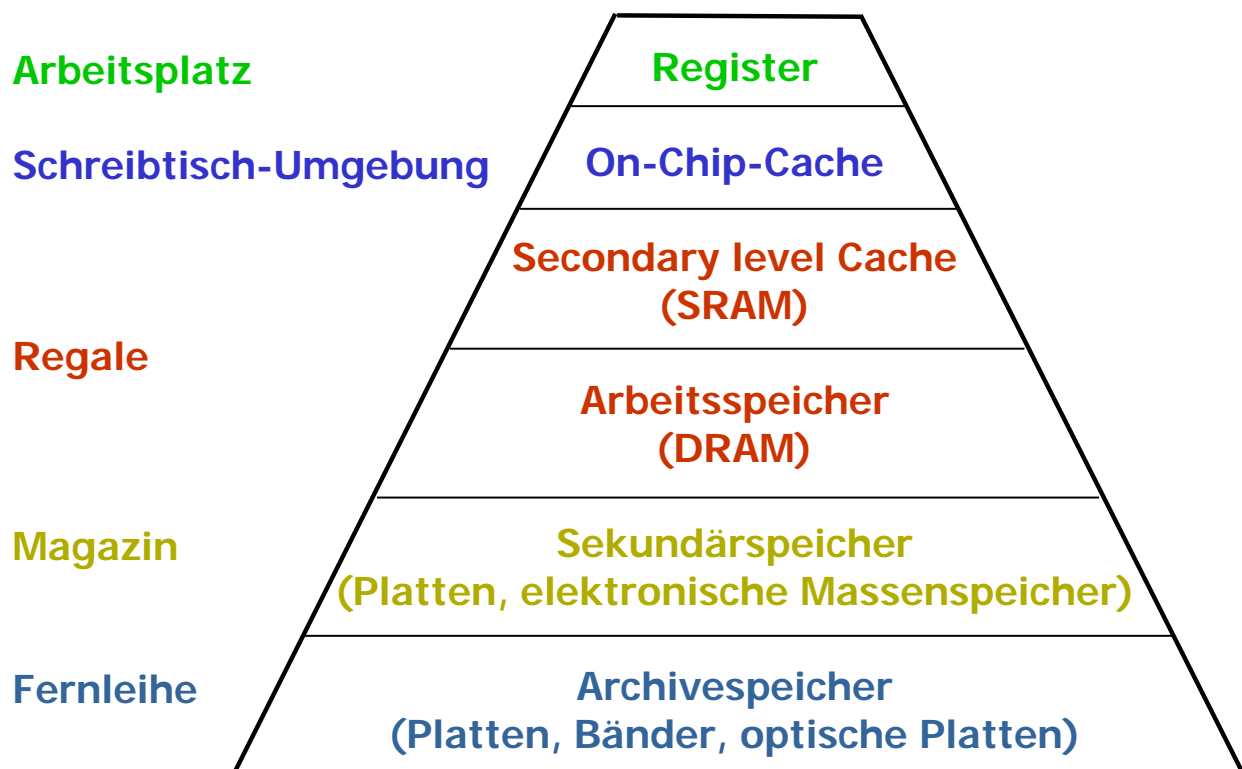 Arbeitsplatz
Register
Schreibtisch-Umgebung
On-Chip-Cache
Secondary level Cache
(SRAM)
Regale
Arbeitsspeicher
(DRAM)
Magazin
Sekundärspeicher
(Platten, elektronische Massenspeicher)
Fernleihe
Archivespeicher
(Platten, Bänder, optische Platten)